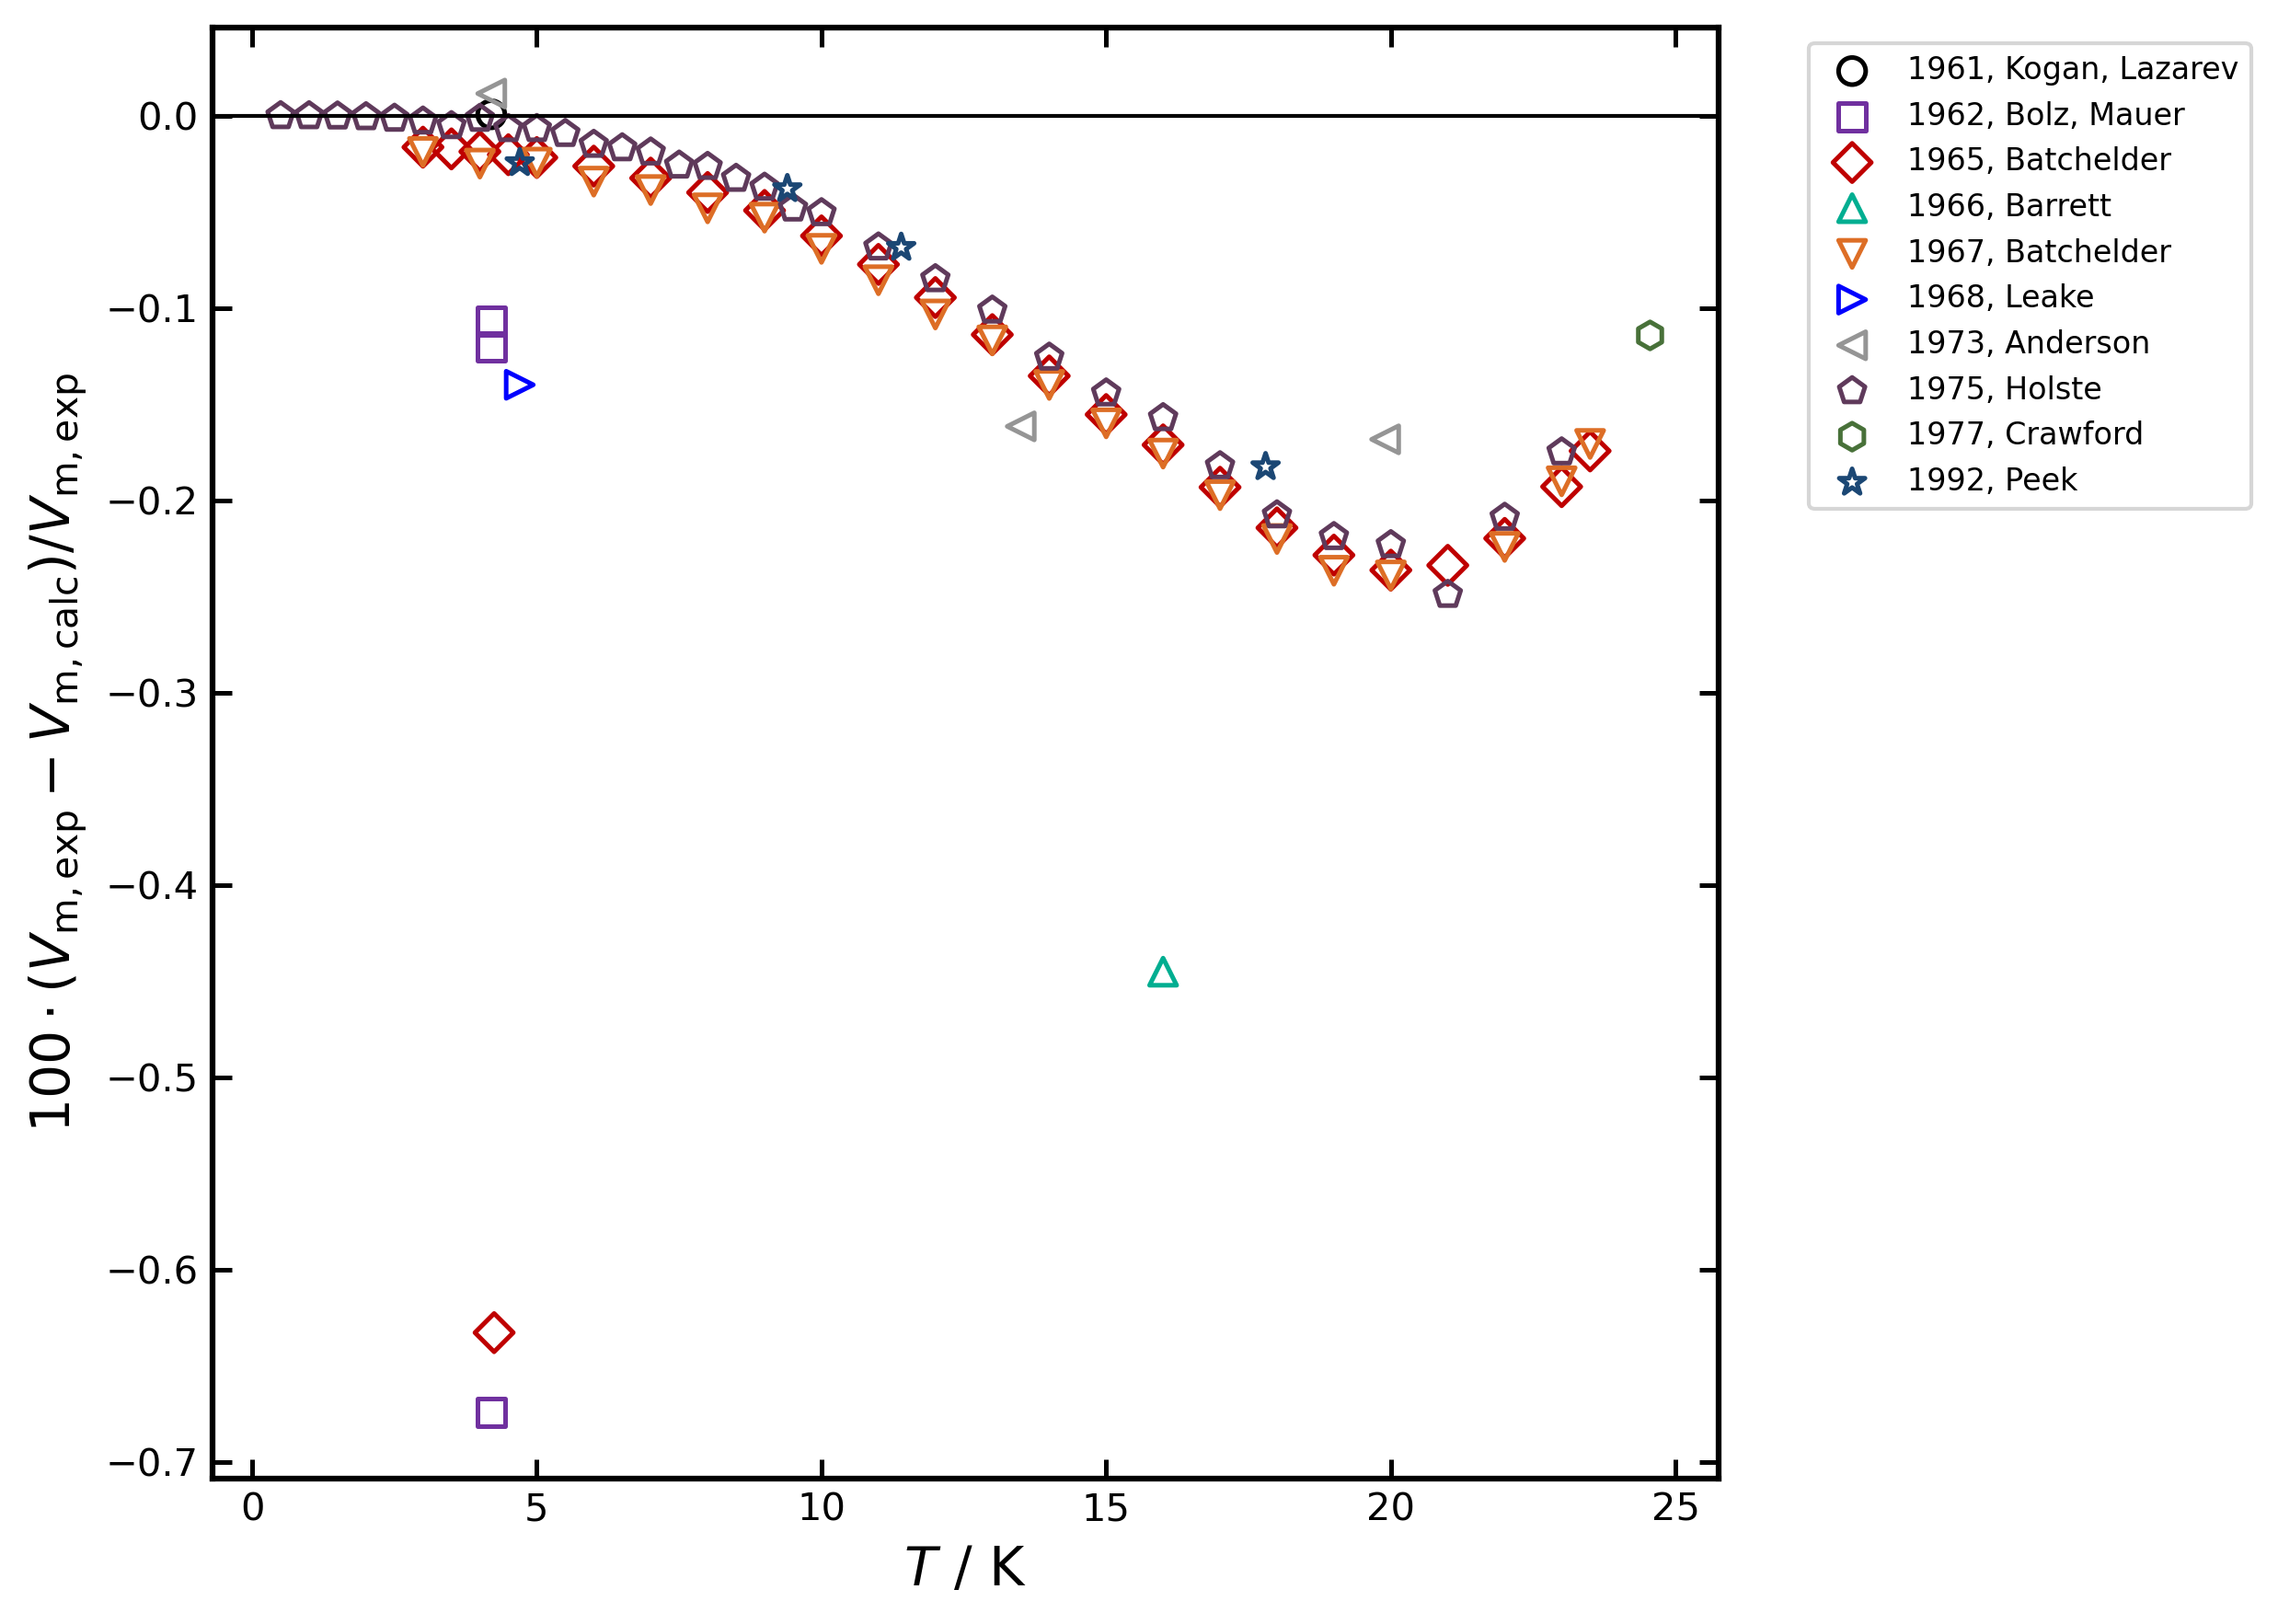 0.0
−0.1
−0.2
−0.3
−0.4
−0.5
−0.6
−0.7
0 5 10 15 20 25
T / K
100 · (Vm,exp − Vm,calc)/Vm,exp
1961, Kogan, Lazarev
1962, Bolz, Mauer
1965, Batchelder
1966, Barrett
1967, Batchelder
1968, Leake
1973, Anderson
1975, Holste
1977, Crawford
1992, Peek